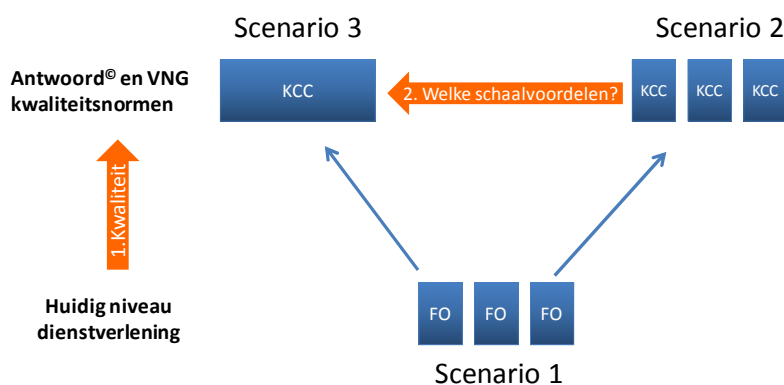 Scenario 3
Scenario 2
Antwoord© en VNG
kwaliteitsnormen
KCC
2. Welke schaalvoordelen?
KCC
KCC
KCC
1.Kwaliteit
Huidig niveau
dienstverlening
FO
FO
FO
Scenario 1